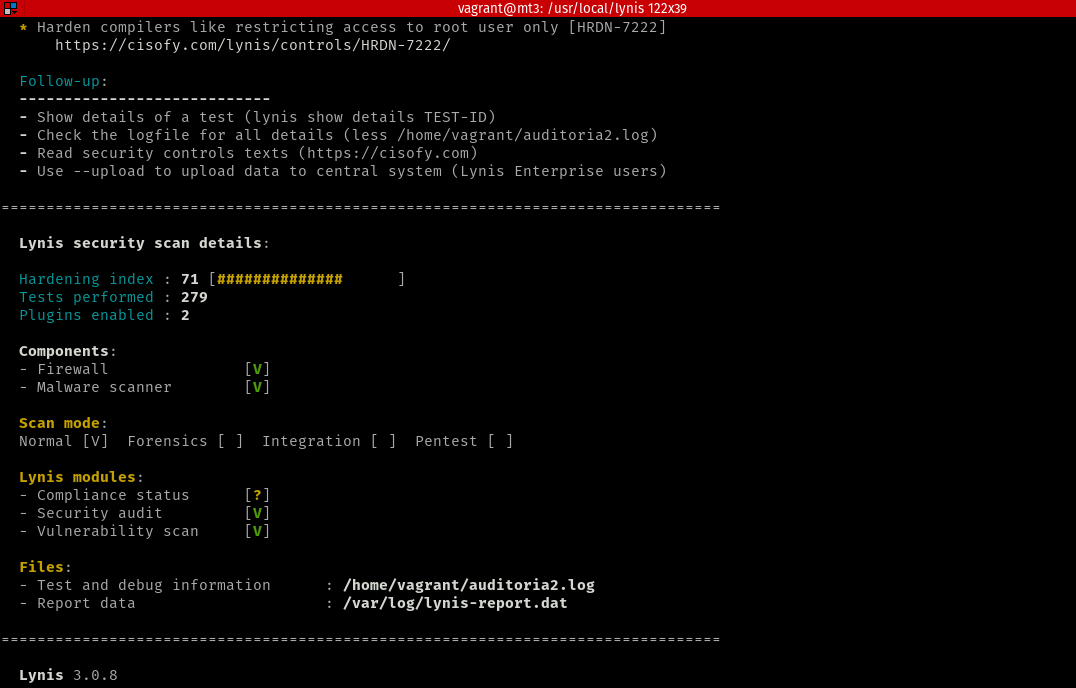 vagrant@mt3: /usr/local/lynis 122x39
* Harden compilers like restricting access to root user only [HRDN-7222]
https://cisofy.com/lynis/controls/HRDN-7222/
Follow-up:
----------------------------
- Show details of a test (lynis show details TEST-ID)
- Check the logfile for all details (less /home/vagrant/auditoria2.log)
- Read security controls texts (https://cisofy.com)
- Use --upload to upload data to central system (Lynis Enterprise users)
================================================================================
Lynis security scan details:
Hardening index : 71 [##############      ]
Tests performed : 279
Plugins enabled : 2
Components:
- Firewall               [V]
- Malware scanner        [V]
Scan mode:
Normal [V]  Forensics [ ]  Integration [ ]  Pentest [ ]
Lynis modules:
- Compliance status      [?]
- Security audit         [V]
- Vulnerability scan     [V]
Files:
- Test and debug information      : /home/vagrant/auditoria2.log
- Report data                     : /var/log/lynis-report.dat
================================================================================
Lynis 3.0.8